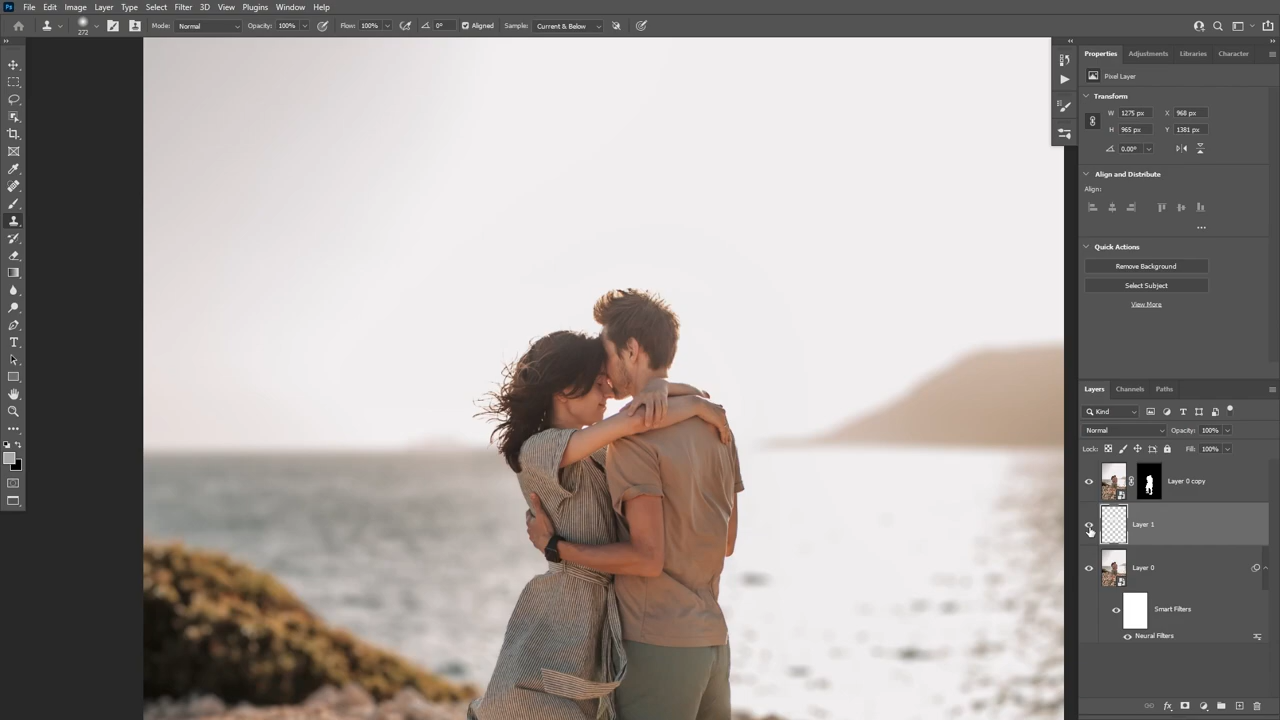 Ps File Edit Image Layer Type Select Filter 3D View Plugins Window Help
272 Mode: Normal Opacity: 100% Flow: 100% 0° Aligned Sample: Current & Below
Properties Adjustments Libraries Character
Pixel Layer
Transform
W 1275 px X 968 px
H 965 px Y 1381 px
0.00°
Align and Distribute
Align:
Quick Actions
Remove Background
Select Subject
View More
Layers Channels Paths
Kind
Normal Opacity: 100%
Lock: Fill: 100%
Layer 0 copy
Layer 1
Layer 0
Smart Filters
Neural Filters
fx